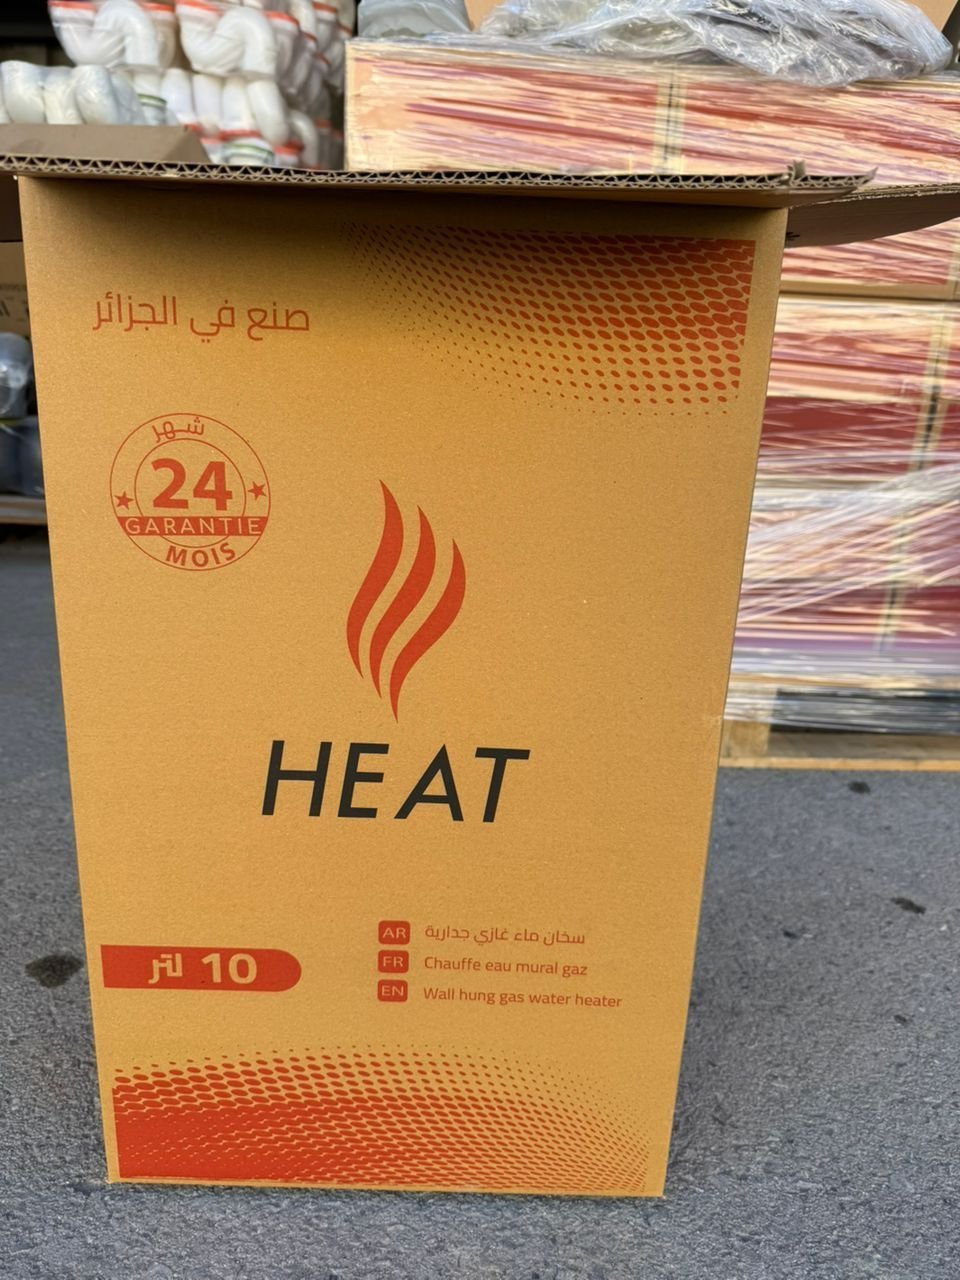 صنع في الجزائر
شهر
24
GARANTIE
MOIS
HEAT
10 لتر
AR سخان ماء غازي جدارية
FR Chauffe eau mural gaz
EN Wall hung gas water heater